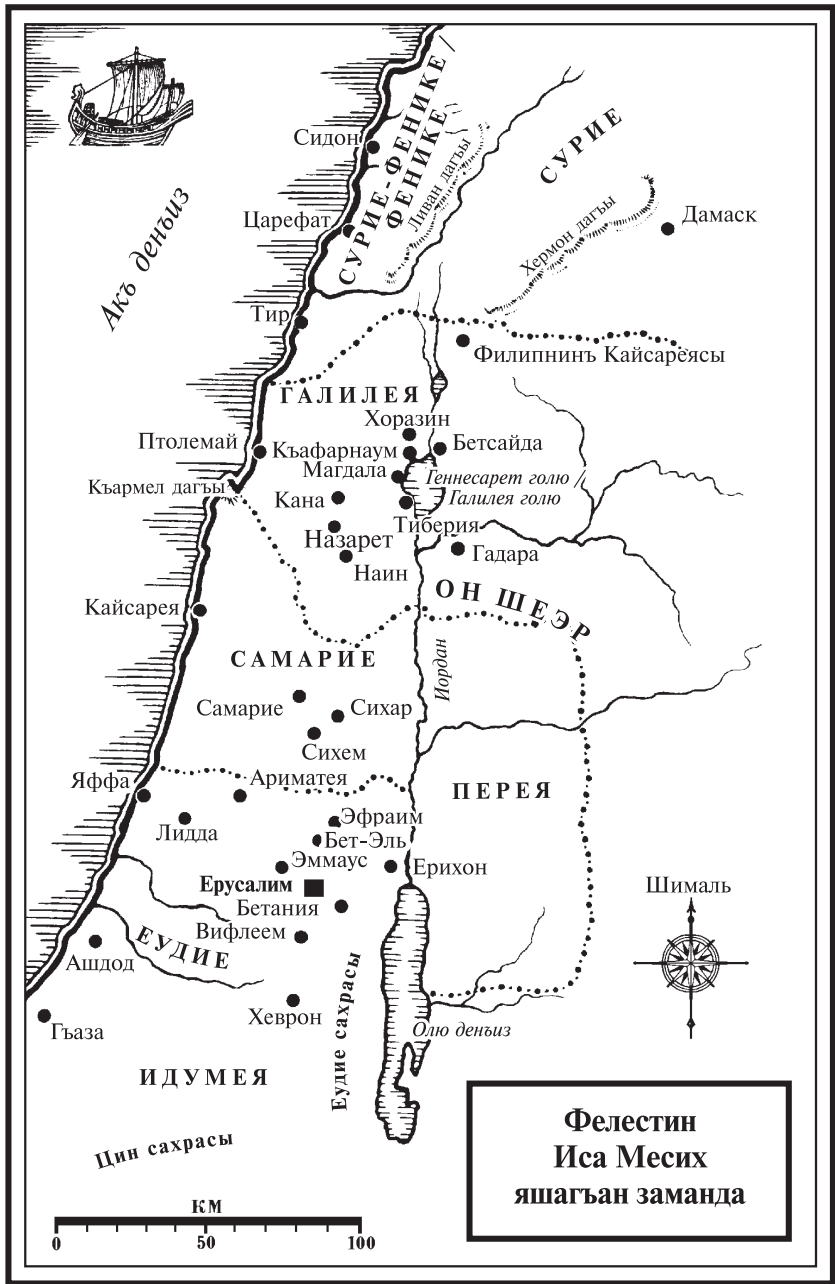 Сидон
СУРИЕ-ФЕНИКЕ /
ФЕНИКЕ
Ливан дагъы
СУРИЕ
Царефат
Дамаск
Хермон дагъы
Акъ денъиз
Тир
Филипнинъ Кайсареясы
ГАЛИЛЕЯ
Хоразин
Птолемай
Къафарнаум
Бетсайда
Магдала
Геннесарет голю /
Галилея голю
Къармел дагъы
Кана
Тиберия
Назарет
Гадара
Наин
ОН ШЕЭР
Кайсарея
САМАРИЕ
Иордан
Самарие
Сихар
Сихем
Яффа
Ариматея
ПЕРЕЯ
Лидда
Эфраим
Бет-Эль
Эммаус
Ерихон
Ерусалим
Шималь
Бетания
Вифлеем
ЕУДИЕ
Ашдод
Еудие сахрасы
Хеврон
Гъаза
Олю денъиз
ИДУМЕЯ
Цин сахрасы
Фелестин
Иса Месих
яшагъан заманда
КМ
0 50 100